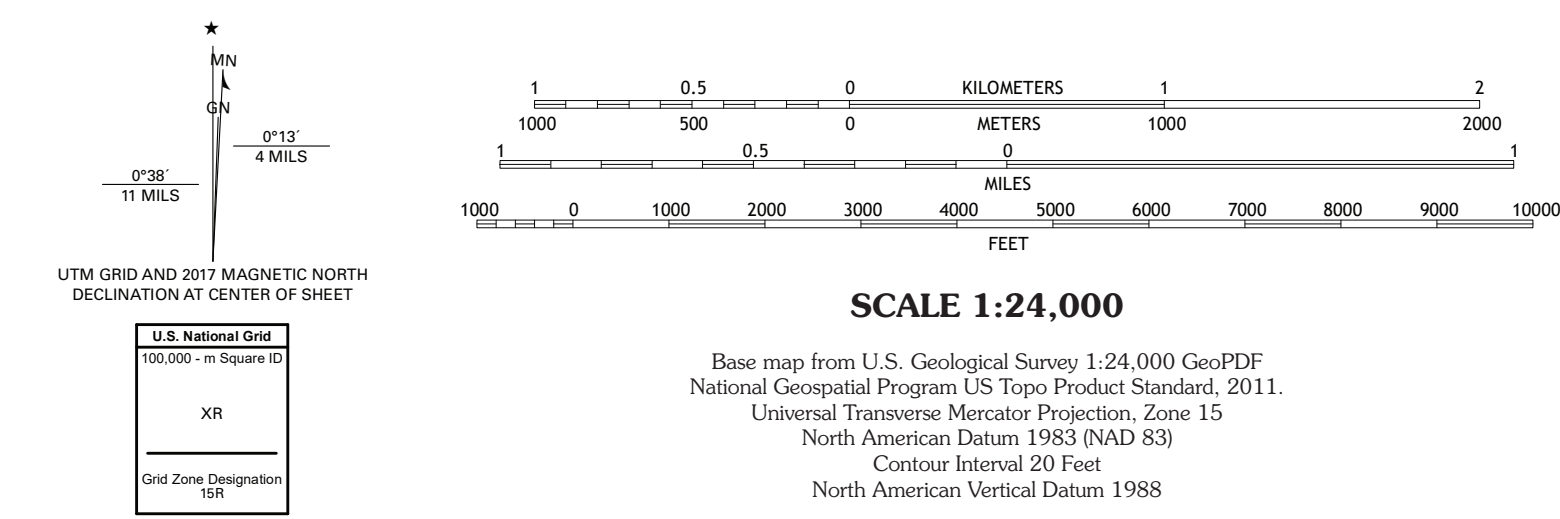 ★
MN
GN
0°13´
4 MILS
0°38´
11 MILS
UTM GRID AND 2017 MAGNETIC NORTH
DECLINATION AT CENTER OF SHEET
U.S. National Grid
100,000 - m Square ID
XR
Grid Zone Designation
15R
1 0.5 0 KILOMETERS 1 2
1000 500 0 METERS 1000 2000
1 0.5 0 1
MILES
1000 0 1000 2000 3000 4000 5000 6000 7000 8000 9000 10000
FEET
SCALE 1:24,000
Base map from U.S. Geological Survey 1:24,000 GeoPDF
National Geospatial Program US Topo Product Standard, 2011.
Universal Transverse Mercator Projection, Zone 15
North American Datum 1983 (NAD 83)
Contour Interval 20 Feet
North American Vertical Datum 1988